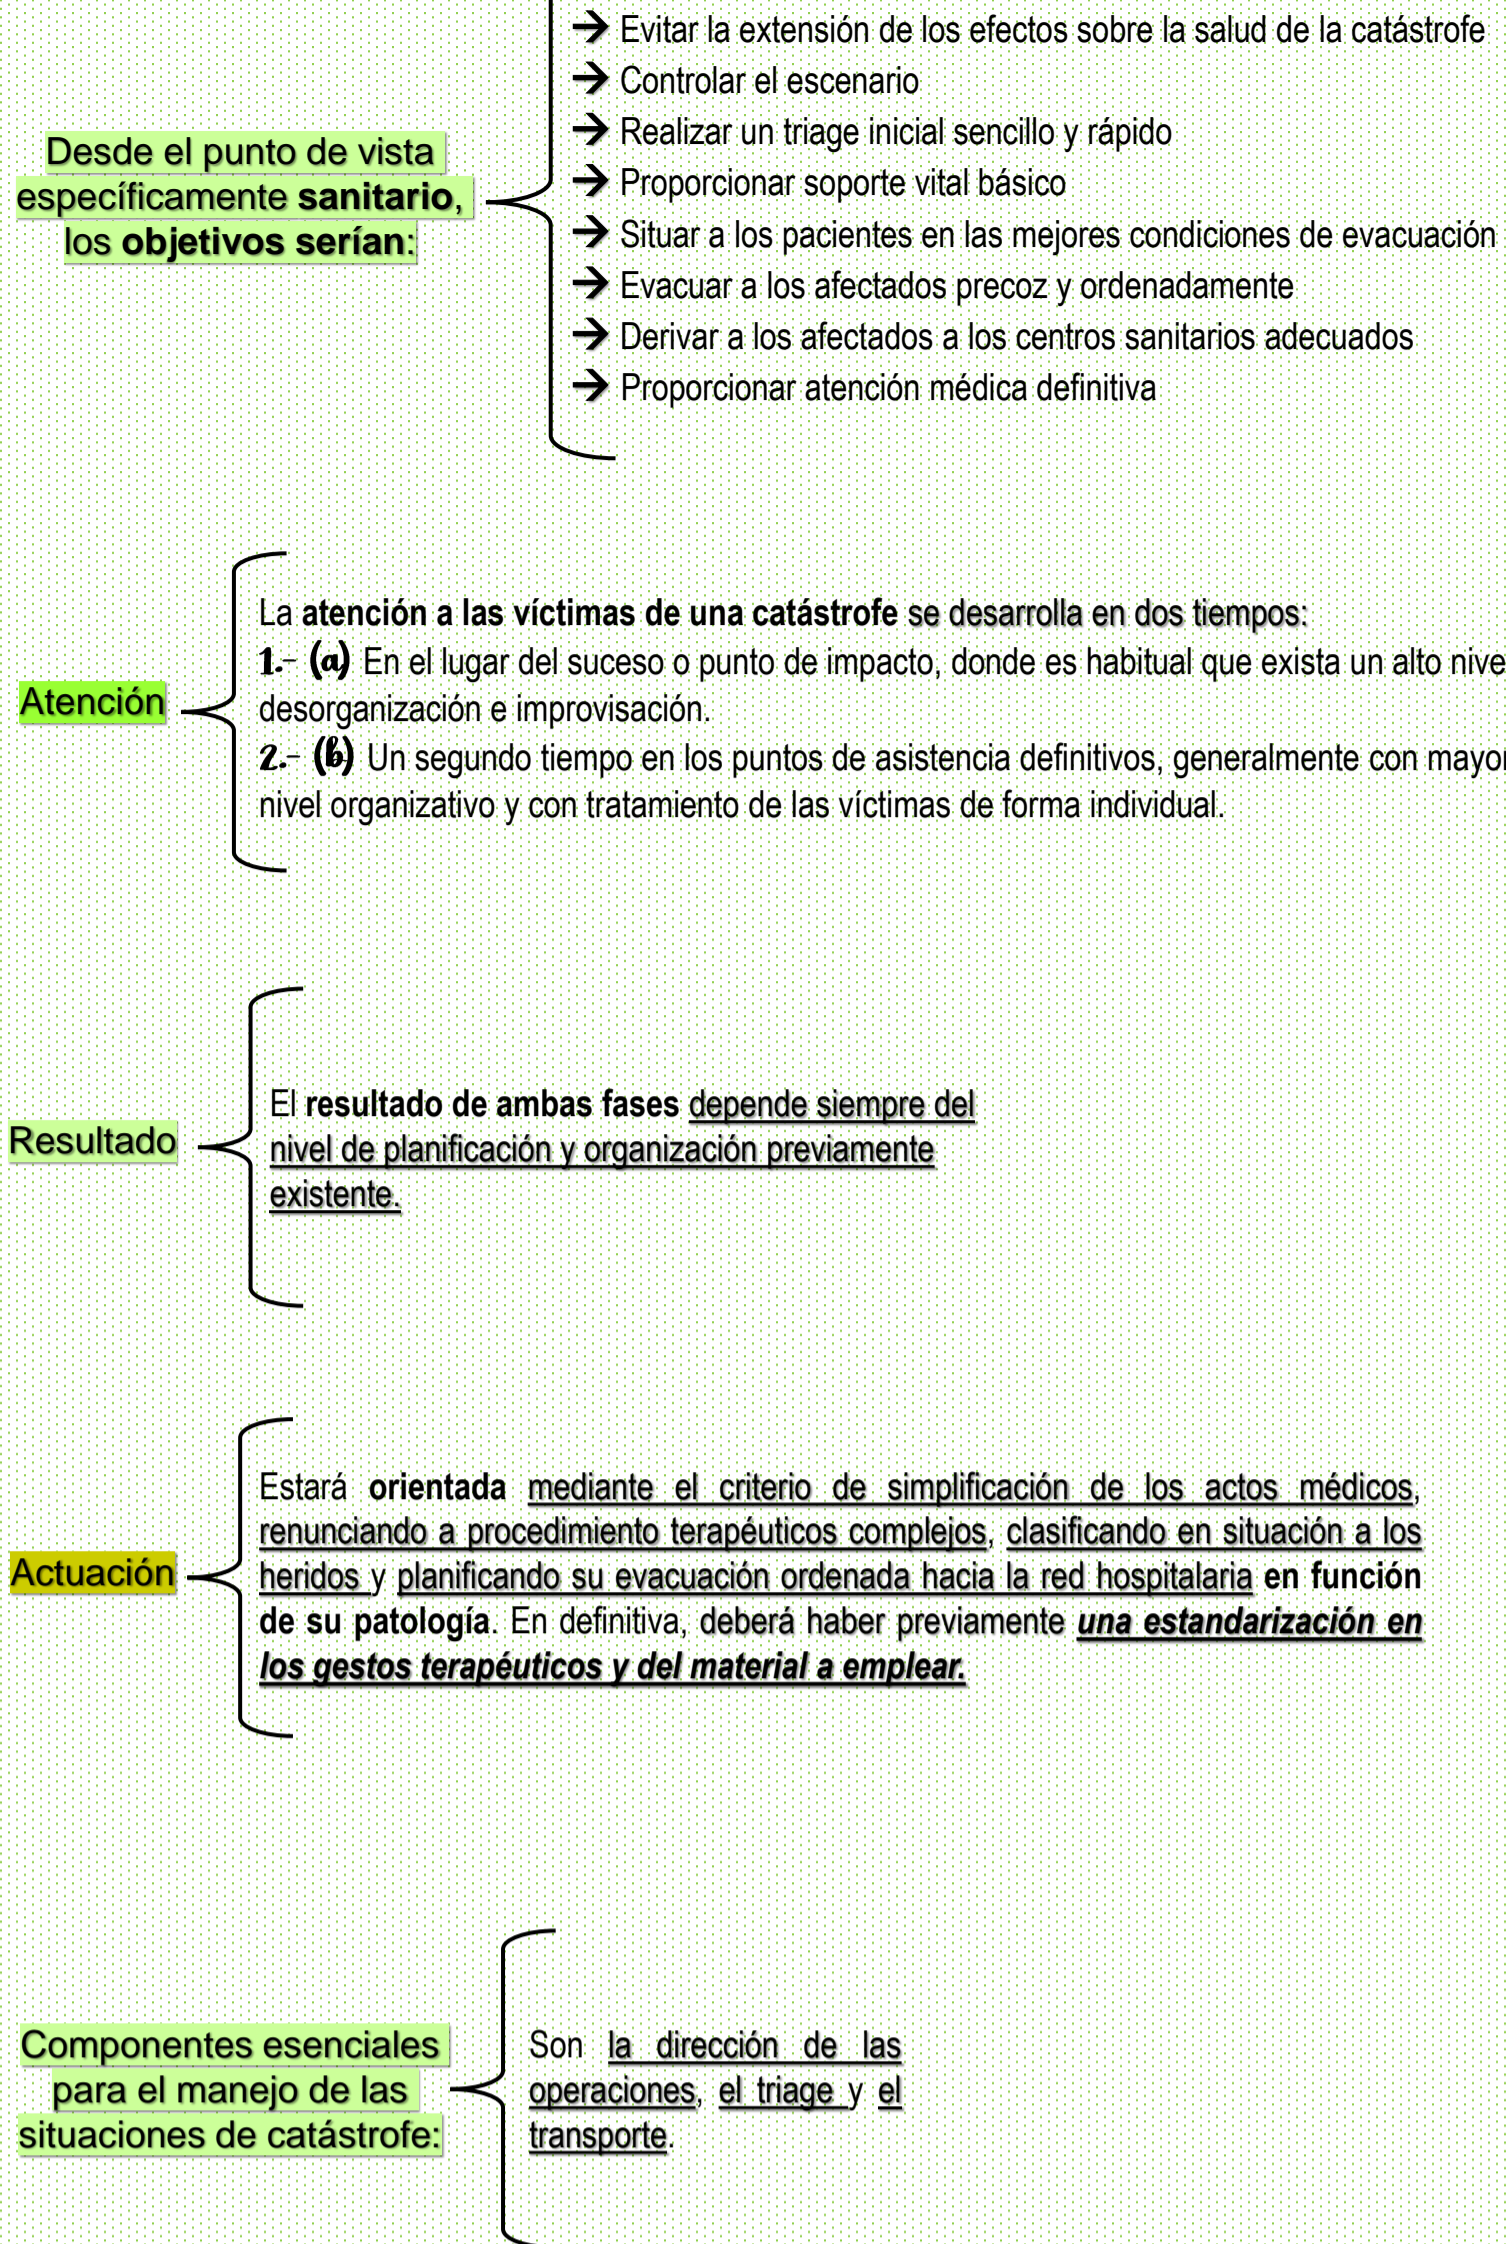 Desde el punto de vista
específicamente sanitario,
los objetivos serían:
→ Evitar la extensión de los efectos sobre la salud de la catástrofe
→ Controlar el escenario
→ Realizar un triage inicial sencillo y rápido
→ Proporcionar soporte vital básico
→ Situar a los pacientes en las mejores condiciones de evacuación
→ Evacuar a los afectados precoz y ordenadamente
→ Derivar a los afectados a los centros sanitarios adecuados
→ Proporcionar atención médica definitiva
Atención
La atención a las víctimas de una catástrofe se desarrolla en dos tiempos:
1.- (a) En el lugar del suceso o punto de impacto, donde es habitual que exista un alto nive
desorganización e improvisación.
2.- (b) Un segundo tiempo en los puntos de asistencia definitivos, generalmente con mayor
nivel organizativo y con tratamiento de las víctimas de forma individual.
Resultado
El resultado de ambas fases depende siempre del
nivel de planificación y organización previamente
existente.
Actuación
Estará orientada mediante el criterio de simplificación de los actos médicos,
renunciando a procedimiento terapéuticos complejos, clasificando en situación a los
heridos y planificando su evacuación ordenada hacia la red hospitalaria en función
de su patología. En definitiva, deberá haber previamente una estandarización en
los gestos terapéuticos y del material a emplear.
Componentes esenciales
para el manejo de las
situaciones de catástrofe:
Son la dirección de las
operaciones, el triage y el
transporte.